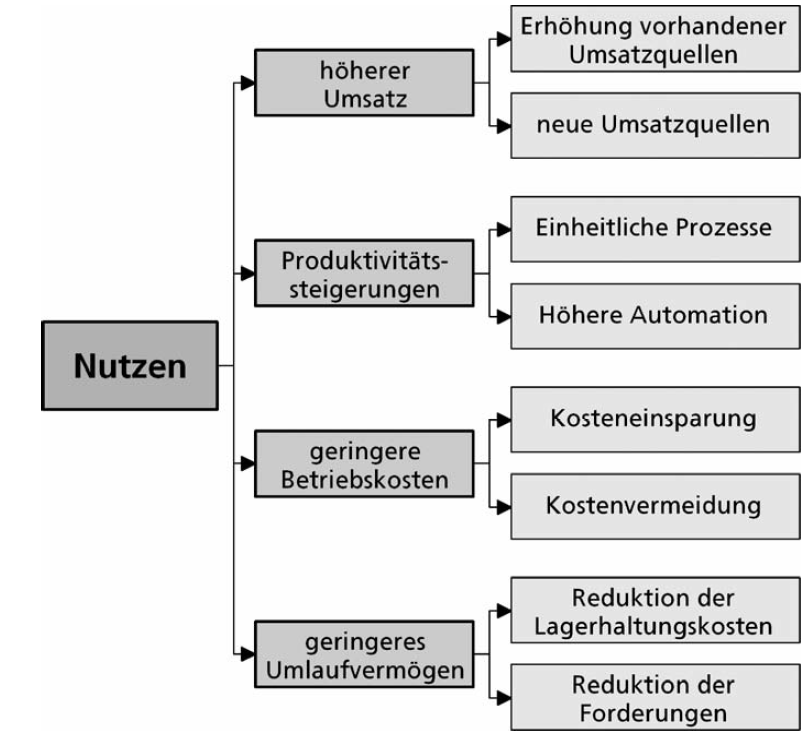 Nutzen
höherer
Umsatz
Erhöhung vorhandener
Umsatzquellen
neue Umsatzquellen
Produktivitäts-
steigerungen
Einheitliche Prozesse
Höhere Automation
geringere
Betriebskosten
Kosteneinsparung
Kostenvermeidung
geringeres
Umlaufvermögen
Reduktion der
Lagerhaltungskosten
Reduktion der
Forderungen